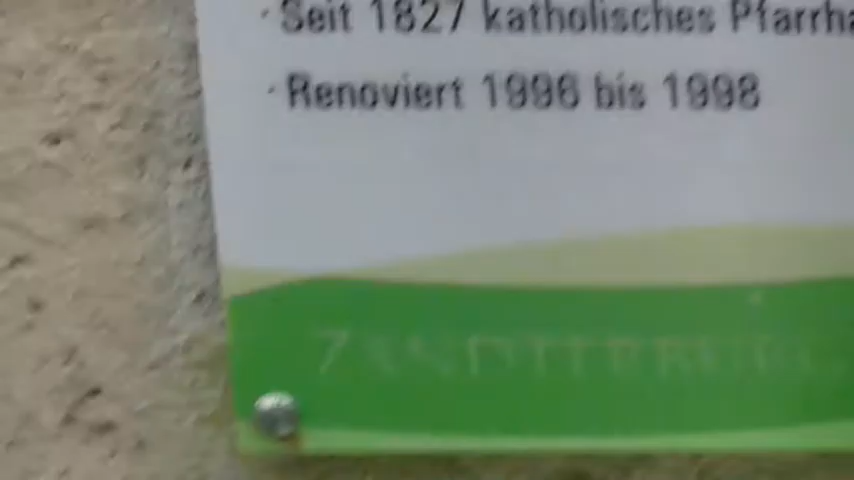 · Seit 1827 katholisches Pfarrha
· Renoviert 1996 bis 1998